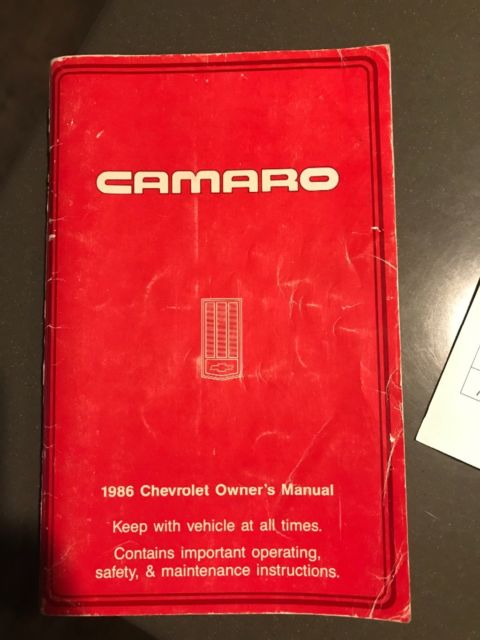 CAMARO
1986 Chevrolet Owner's Manual
Keep with vehicle at all times.
Contains important operating,
safety, & maintenance instructions.